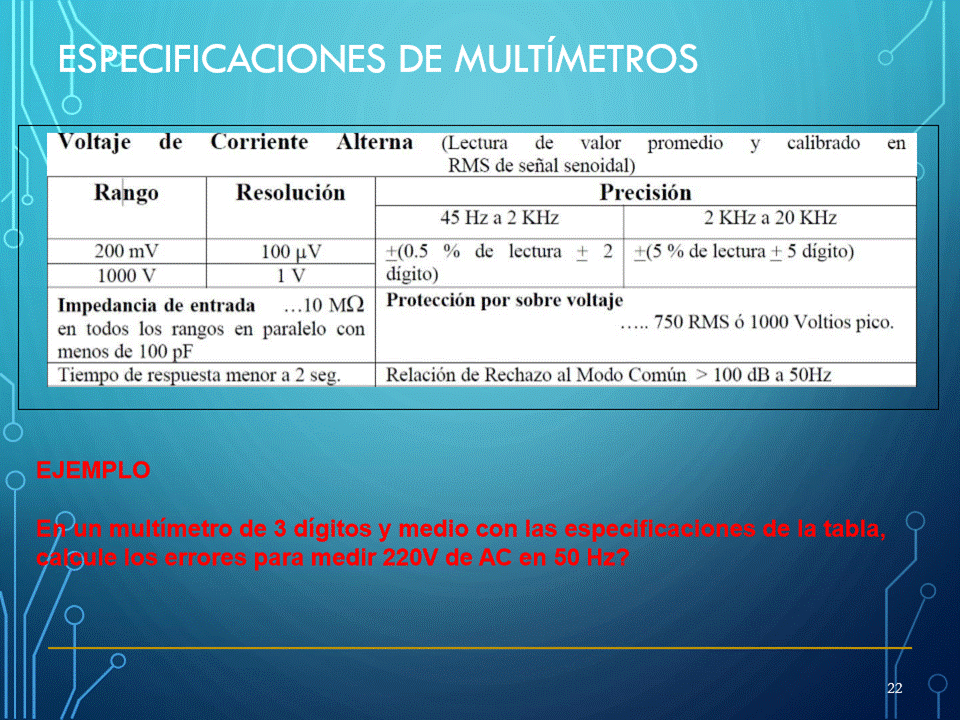 ESPECIFICACIONES DE MULTÍMETROS
Voltaje de Corriente Alterna (Lectura de valor promedio y calibrado en
RMS de señal senoidal)
Rango Resolución Precisión
45 Hz a 2 KHz 2 KHz a 20 KHz
200 mV 100 μV ±(0.5 % de lectura ± 2 ±(5 % de lectura ± 5 dígito)
1000 V 1 V dígito)
Impedancia de entrada …10 MΩ Protección por sobre voltaje
en todos los rangos en paralelo con ….. 750 RMS ó 1000 Voltios pico.
menos de 100 pF
Tiempo de respuesta menor a 2 seg. Relación de Rechazo al Modo Común > 100 dB a 50Hz
EJEMPLO
En un multímetro de 3 dígitos y medio con las especificaciones de la tabla,
calcule los errores para medir 220V de AC en 50 Hz?
22